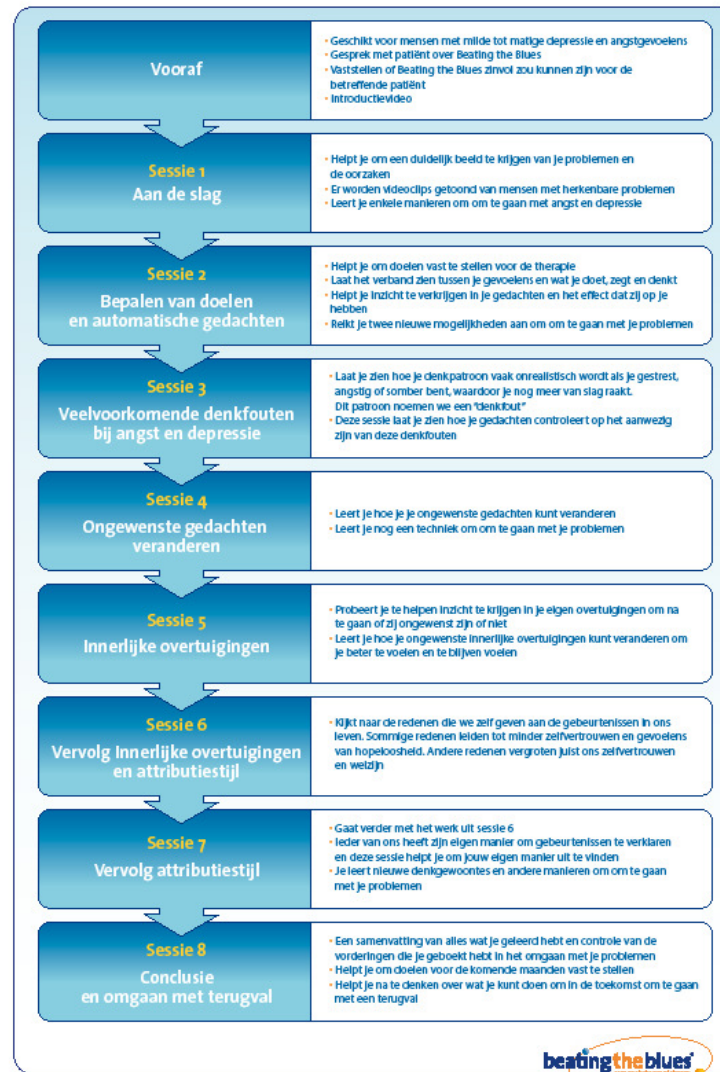 Vooraf
• Geschikt voor mensen met milde tot matige depressie en angstgevoelens
• Gesprek met patiënt over Beating the Blues
• Vaststellen of Beating the Blues zinvol zou kunnen zijn voor de
betreffende patiënt
• Introductievideo
Sessie 1
Aan de slag
• Helpt je om een duidelijk beeld te krijgen van je problemen en
de oorzaken
• Er worden videoclips getoond van mensen met herkenbare problemen
• Leert je enkele manieren om om te gaan met angst en depressie
Sessie 2
Bepalen van doelen
en automatische gedachten
• Helpt je om doelen vast te stellen voor de therapie
• Laat het verband zien tussen je gevoelens en wat je doet, zegt en denkt
• Helpt je inzicht te verkrijgen in je gedachten en het effect dat zij op je
hebben
• Reikt je twee nieuwe mogelijkheden aan om om te gaan met je problemen
Sessie 3
Veelvoorkomende denkfouten
bij angst en depressie
• Laat je zien hoe je denkpatroon vaak onrealistisch wordt als je gestrest,
angstig of somber bent, waardoor je nog meer van slag raakt.
Dit patroon noemen we een "denkfout"
• Deze sessie laat je zien hoe je gedachten controleert op het aanwezig
zijn van deze denkfouten
Sessie 4
Ongewenste gedachten
veranderen
• Leert je hoe je je ongewenste gedachten kunt veranderen
• Leert je nog een techniek om om te gaan met je problemen
Sessie 5
Innerlijke overtuigingen
• Probeert je te helpen inzicht te krijgen in je eigen overtuigingen om na
te gaan of zij ongewenst zijn of niet
• Leert je hoe je ongewenste innerlijke overtuigingen kunt veranderen om
je beter te voelen en te blijven voelen
Sessie 6
Vervolg Innerlijke overtuigingen
en attributiestijl
• Kijkt naar de redenen die we zelf geven aan de gebeurtenissen in ons
leven. Sommige redenen leiden tot minder zelfvertrouwen en gevoelens
van hopeloosheid. Andere redenen vergroten juist ons zelfvertrouwen
en welzijn
Sessie 7
Vervolg attributiestijl
• Gaat verder met het werk uit sessie 6
• Ieder van ons heeft zijn eigen manier om gebeurtenissen te verklaren
en deze sessie helpt je om jouw eigen manier uit te vinden
• Je leert nieuwe denkgewoontes en andere manieren om om te gaan
met je problemen
Sessie 8
Conclusie
en omgaan met terugval
• Een samenvatting van alles wat je geleerd hebt en controle van de
vorderingen die je geboekt hebt in het omgaan met je problemen
• Helpt je om doelen voor de komende maanden vast te stellen
• Helpt je na te denken over wat je kunt doen om in de toekomst om te gaan
met een terugval
beatingtheblues